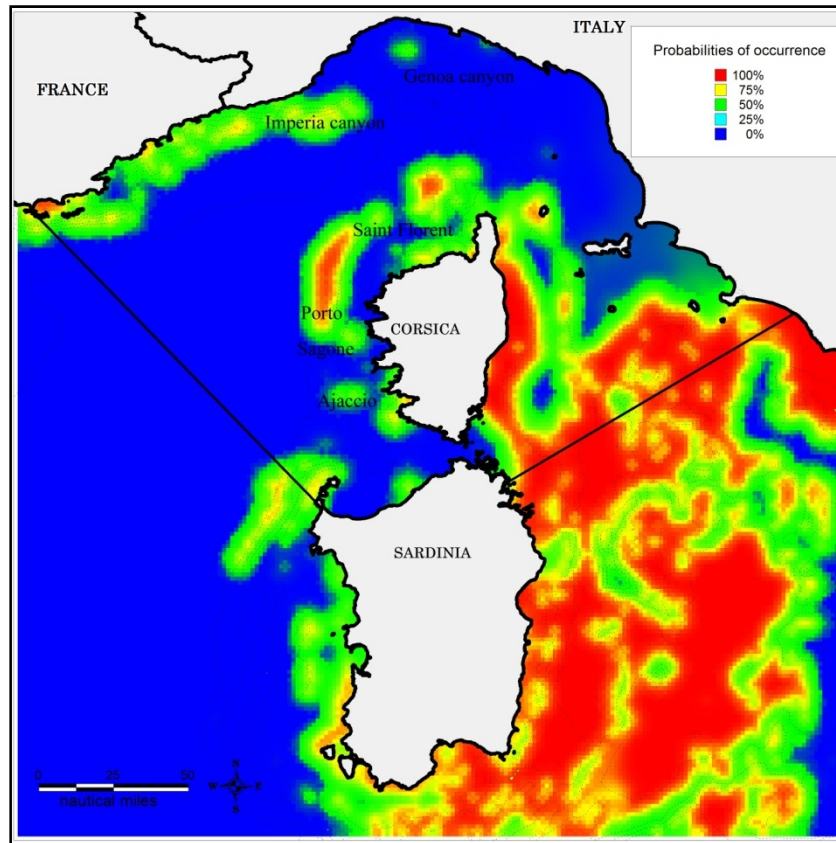 ITALY
Probabilities of occurrence
100%
75%
50%
25%
0%
FRANCE
Genoa canyon
Imperia canyon
Saint Florent
Porto
CORSICA
Sagone
Ajaccio
SARDINIA
N
W E
S
0 25 50
nautical miles